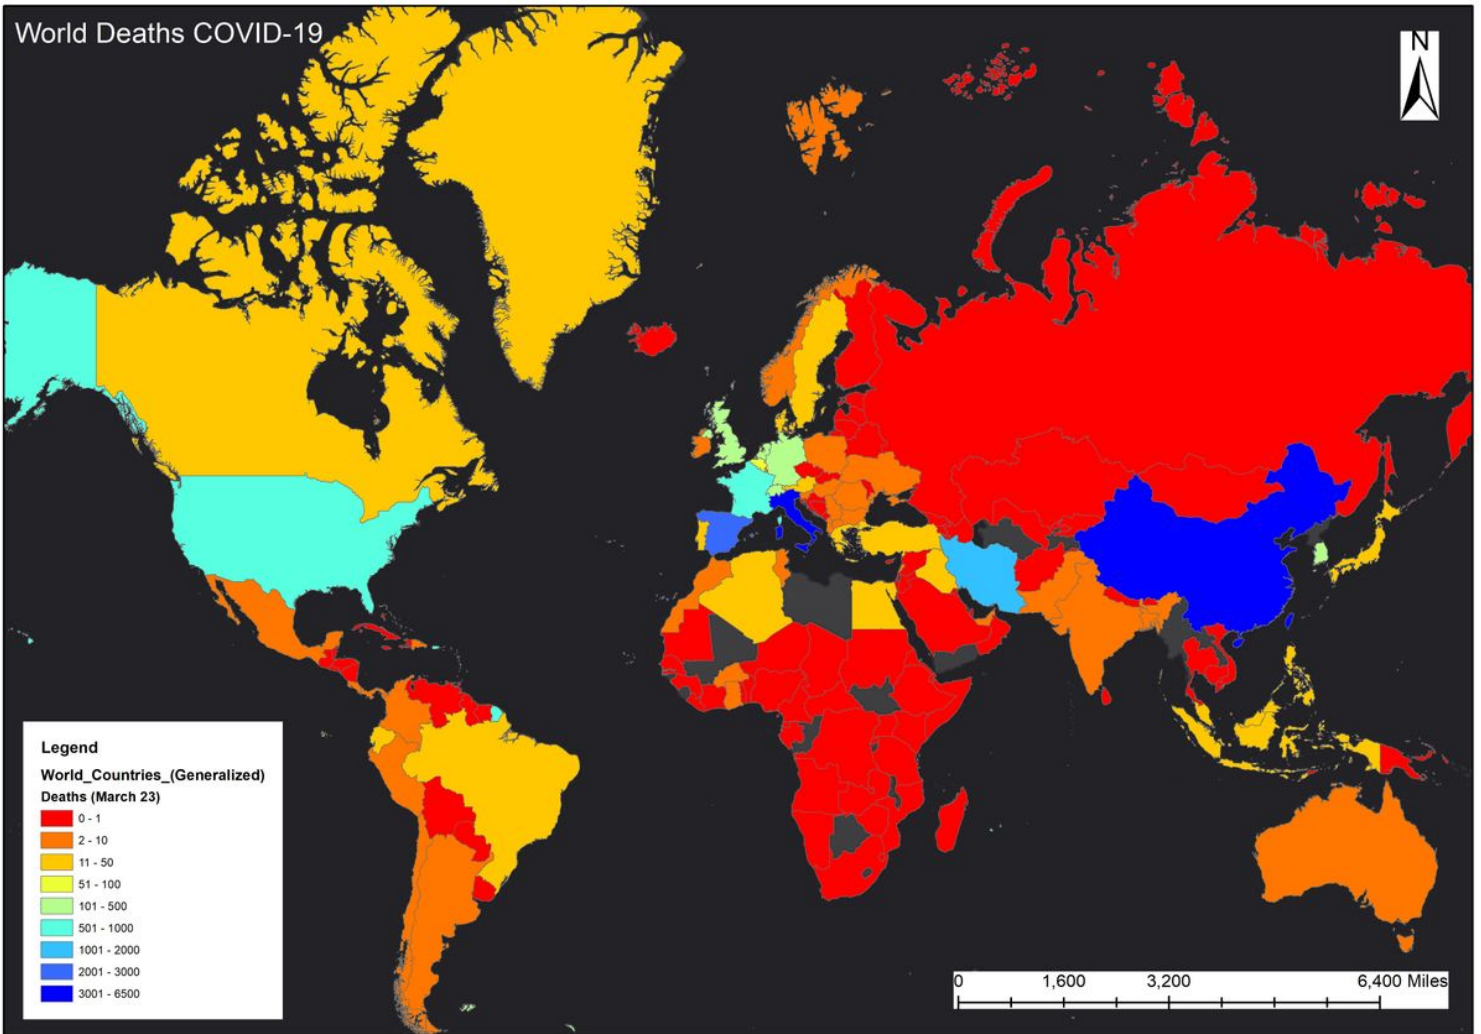 World Deaths COVID-19
N
Legend
World_Countries_(Generalized)
Deaths (March 23)
0 - 1
2 - 10
11 - 50
51 - 100
101 - 500
501 - 1000
1001 - 2000
2001 - 3000
3001 - 6500
0 1,600 3,200 6,400 Miles